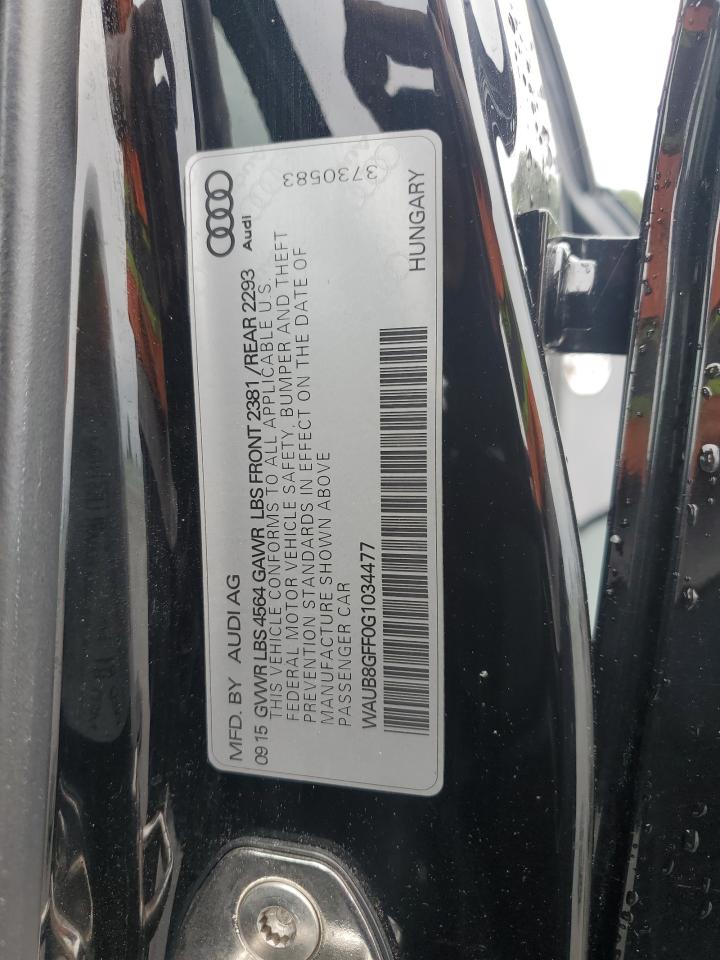 MFD. BY AUDI AG
Audi
09 15 GVWR LBS 4564 GAWR LBS FRONT 2381/REAR 2293
THIS VEHICLE CONFORMS TO ALL APPLICABLE U.S.
FEDERAL MOTOR VEHICLE SAFETY, BUMPER AND THEFT
PREVENTION STANDARDS IN EFFECT ON THE DATE OF
MANUFACTURE SHOWN ABOVE
PASSENGER CAR
3730583
WAUB8GFF0G1034477
HUNGARY